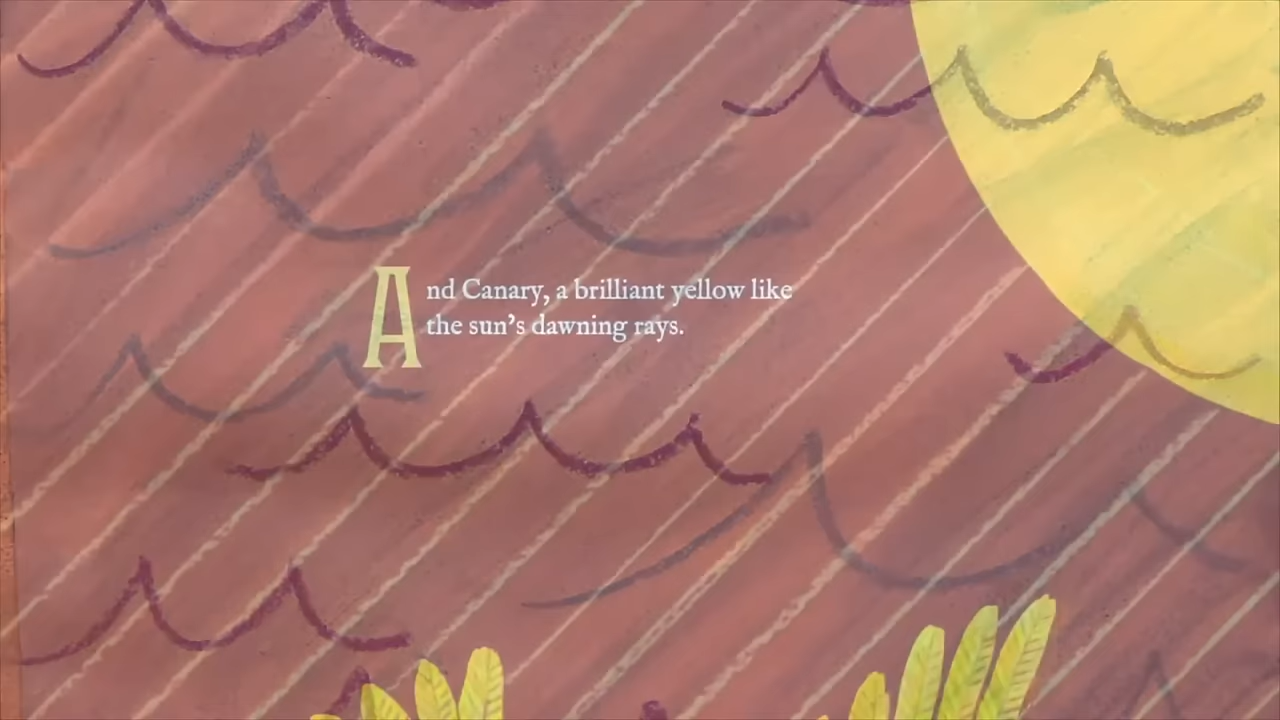 And Canary, a brilliant yellow like
the sun's dawning rays.